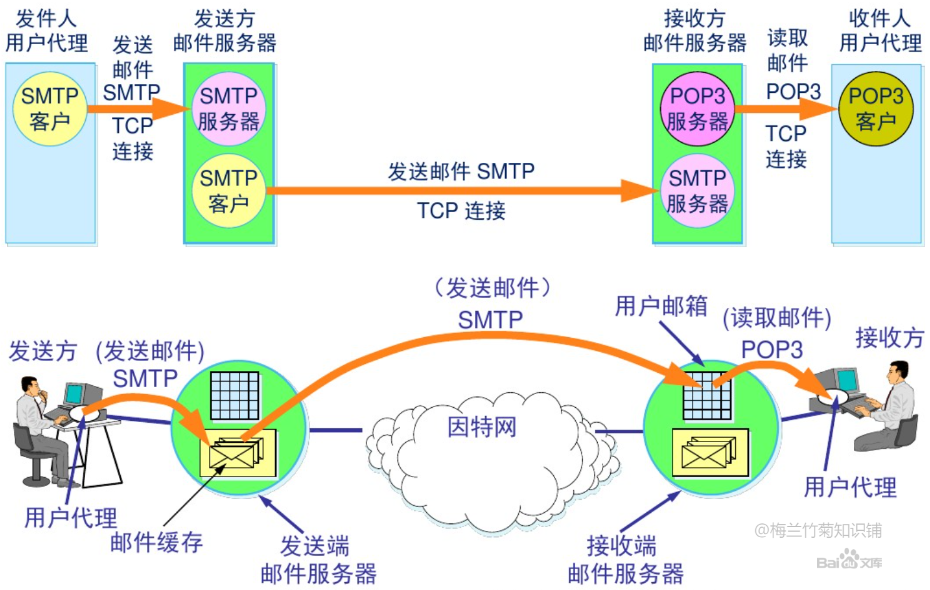 发件人
用户代理
发送
邮件
SMTP
TCP
连接
发送方
邮件服务器
接收方
邮件服务器
读取
邮件
POP3
TCP
连接
收件人
用户代理
SMTP
客户
SMTP
服务器
SMTP
客户
发送邮件 SMTP
TCP 连接
POP3
服务器
SMTP
服务器
POP3
客户
(发送邮件)
SMTP
用户邮箱
(读取邮件)
POP3
接收方
发送方
(发送邮件)
SMTP
因特网
用户代理
邮件缓存
发送端
邮件服务器
接收端
邮件服务器
用户代理
@梅兰竹菊知识铺
Bai文库